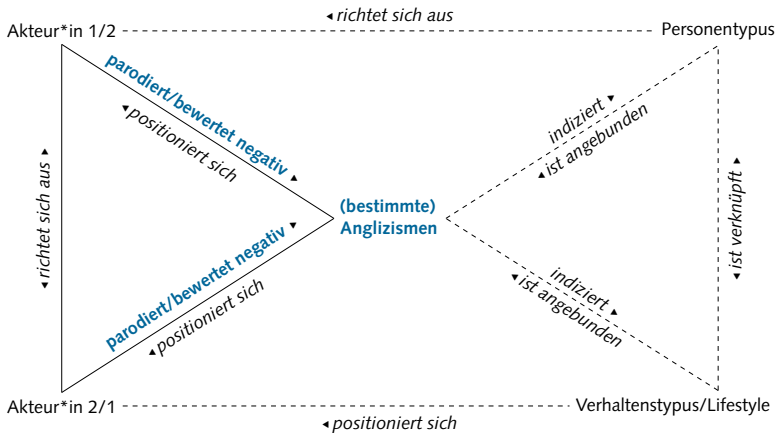 ◂ richtet sich aus
Akteur*in 1/2
Personentypus
parodiert/bewertet negativ ▸
◂ positioniert sich
indiziert ▸
◂ ist angebunden
◂ richtet sich aus ▸
(bestimmte)
Anglizismen
◂ ist verknüpft ▸
parodiert/bewertet negativ ▸
◂ positioniert sich
indiziert ▸
◂ ist angebunden
Akteur*in 2/1
Verhaltenstypus/Lifestyle
◂ positioniert sich